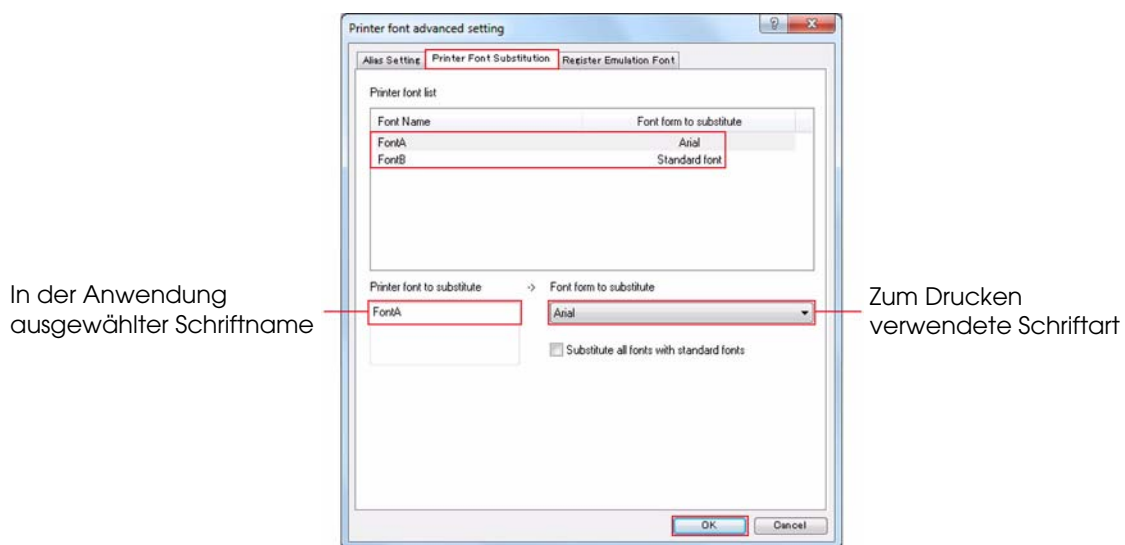 Printer font advanced setting
Alias Setting Printer Font Substitution Register Emulation Font
Printer font list
Font Name Font form to substitute
FontA Arial
FontB Standard font
Printer font to substitute -> Font form to substitute
In der Anwendung
ausgewählter Schriftname
FontA Arial
Zum Drucken
verwendete Schriftart
Substitute all fonts with standard fonts
OK Cancel